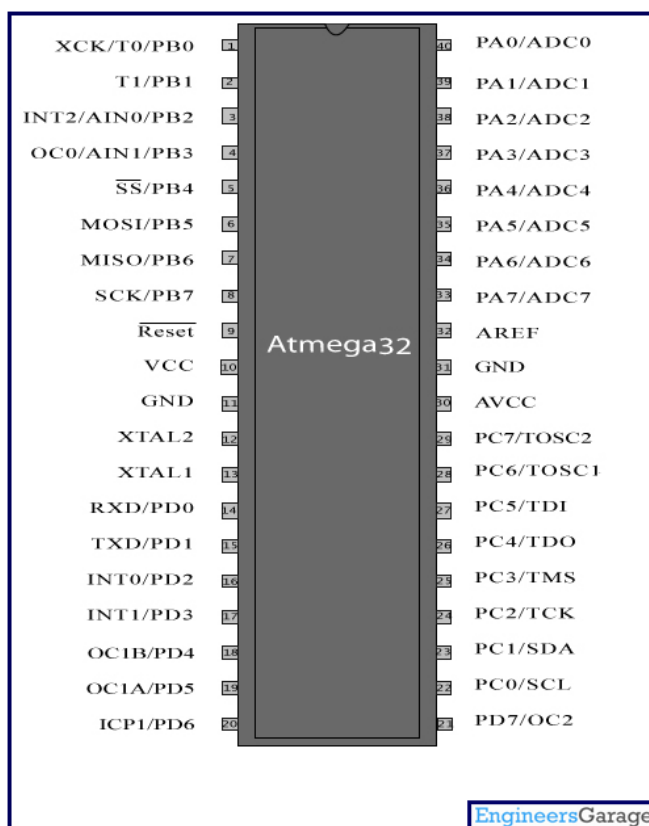 XCK/T0/PB0 1 40 PA0/ADC0
T1/PB1 2 39 PA1/ADC1
INT2/AIN0/PB2 3 38 PA2/ADC2
OC0/AIN1/PB3 4 37 PA3/ADC3
S̅S̅/PB4 5 36 PA4/ADC4
MOSI/PB5 6 35 PA5/ADC5
MISO/PB6 7 34 PA6/ADC6
SCK/PB7 8 33 PA7/ADC7
R̅e̅s̅e̅t̅ 9 32 AREF
Atmega32
VCC 10 31 GND
GND 11 30 AVCC
XTAL2 12 29 PC7/TOSC2
XTAL1 13 28 PC6/TOSC1
RXD/PD0 14 27 PC5/TDI
TXD/PD1 15 26 PC4/TDO
INT0/PD2 16 25 PC3/TMS
INT1/PD3 17 24 PC2/TCK
OC1B/PD4 18 23 PC1/SDA
OC1A/PD5 19 22 PC0/SCL
ICP1/PD6 20 21 PD7/OC2
EngineersGarage